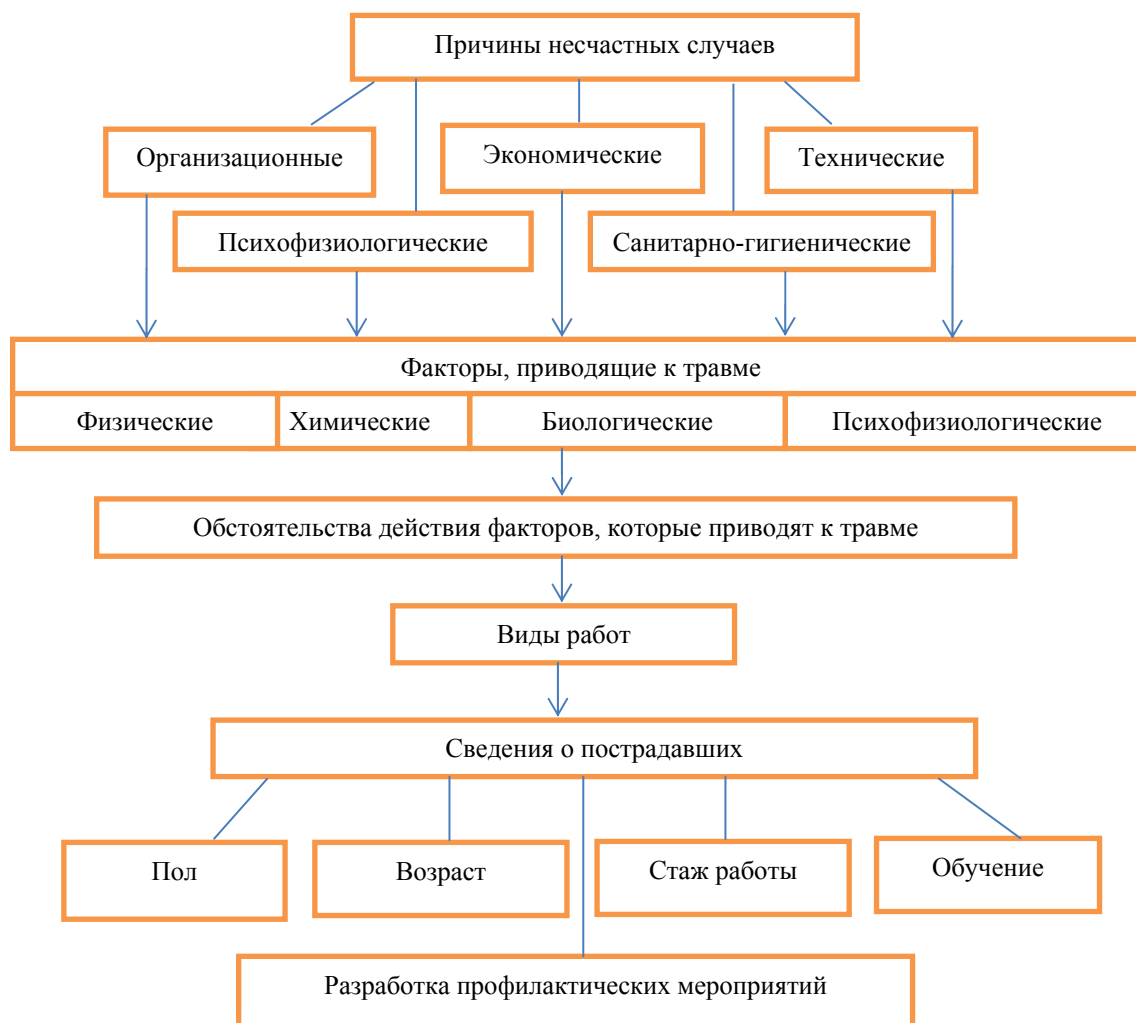 Причины несчастных случаев
Организационные
Экономические
Технические
Психофизиологические
Санитарно-гигиенические
Факторы, приводящие к травме
Физические
Химические
Биологические
Психофизиологические
Обстоятельства действия факторов, которые приводят к травме
Виды работ
Сведения о пострадавших
Пол
Возраст
Стаж работы
Обучение
Разработка профилактических мероприятий